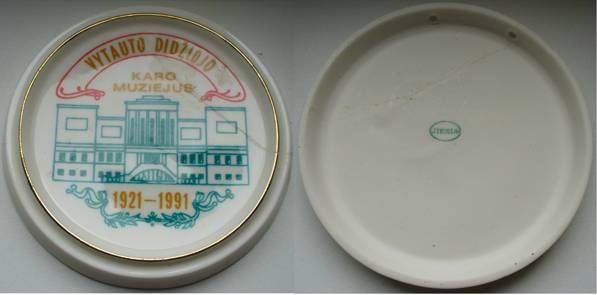 VYTAUTO DIDŽIOJO
KARO
MUZIEJUS
1921-1991